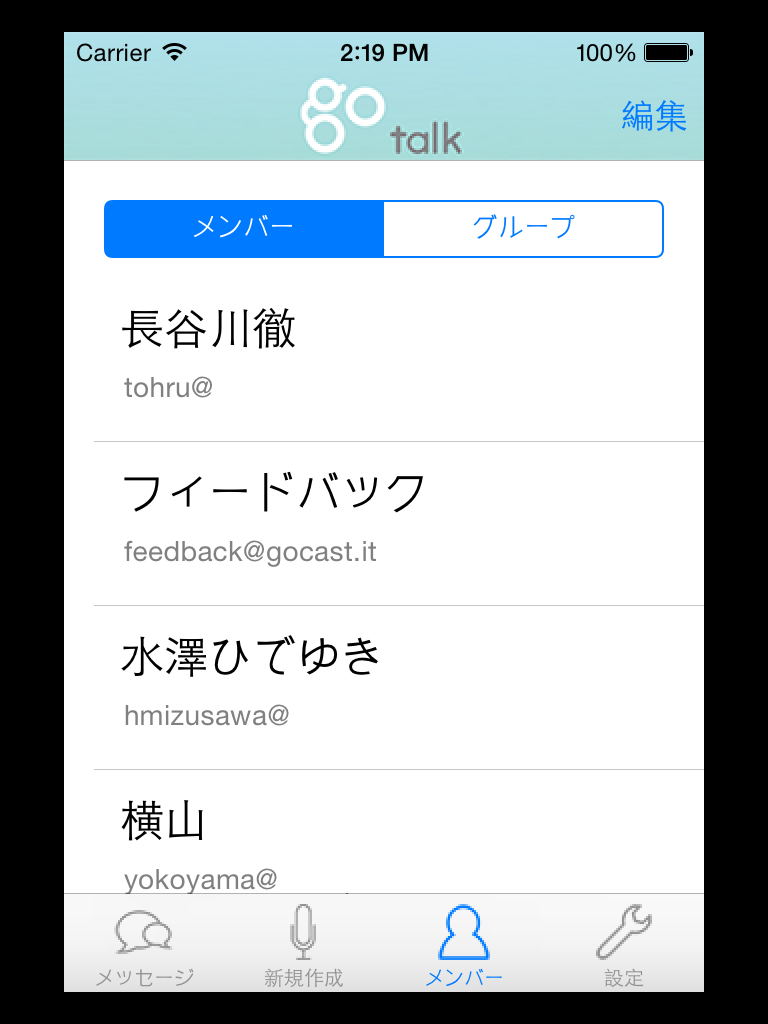 Carrier 2:19 PM 100%
go talk
編集
メンバー グループ
長谷川徹
tohru@
フィードバック
feedback@gocast.it
水澤ひでゆき
hmizusawa@
横山
yokoyama@
メッセージ 新規作成 メンバー 設定